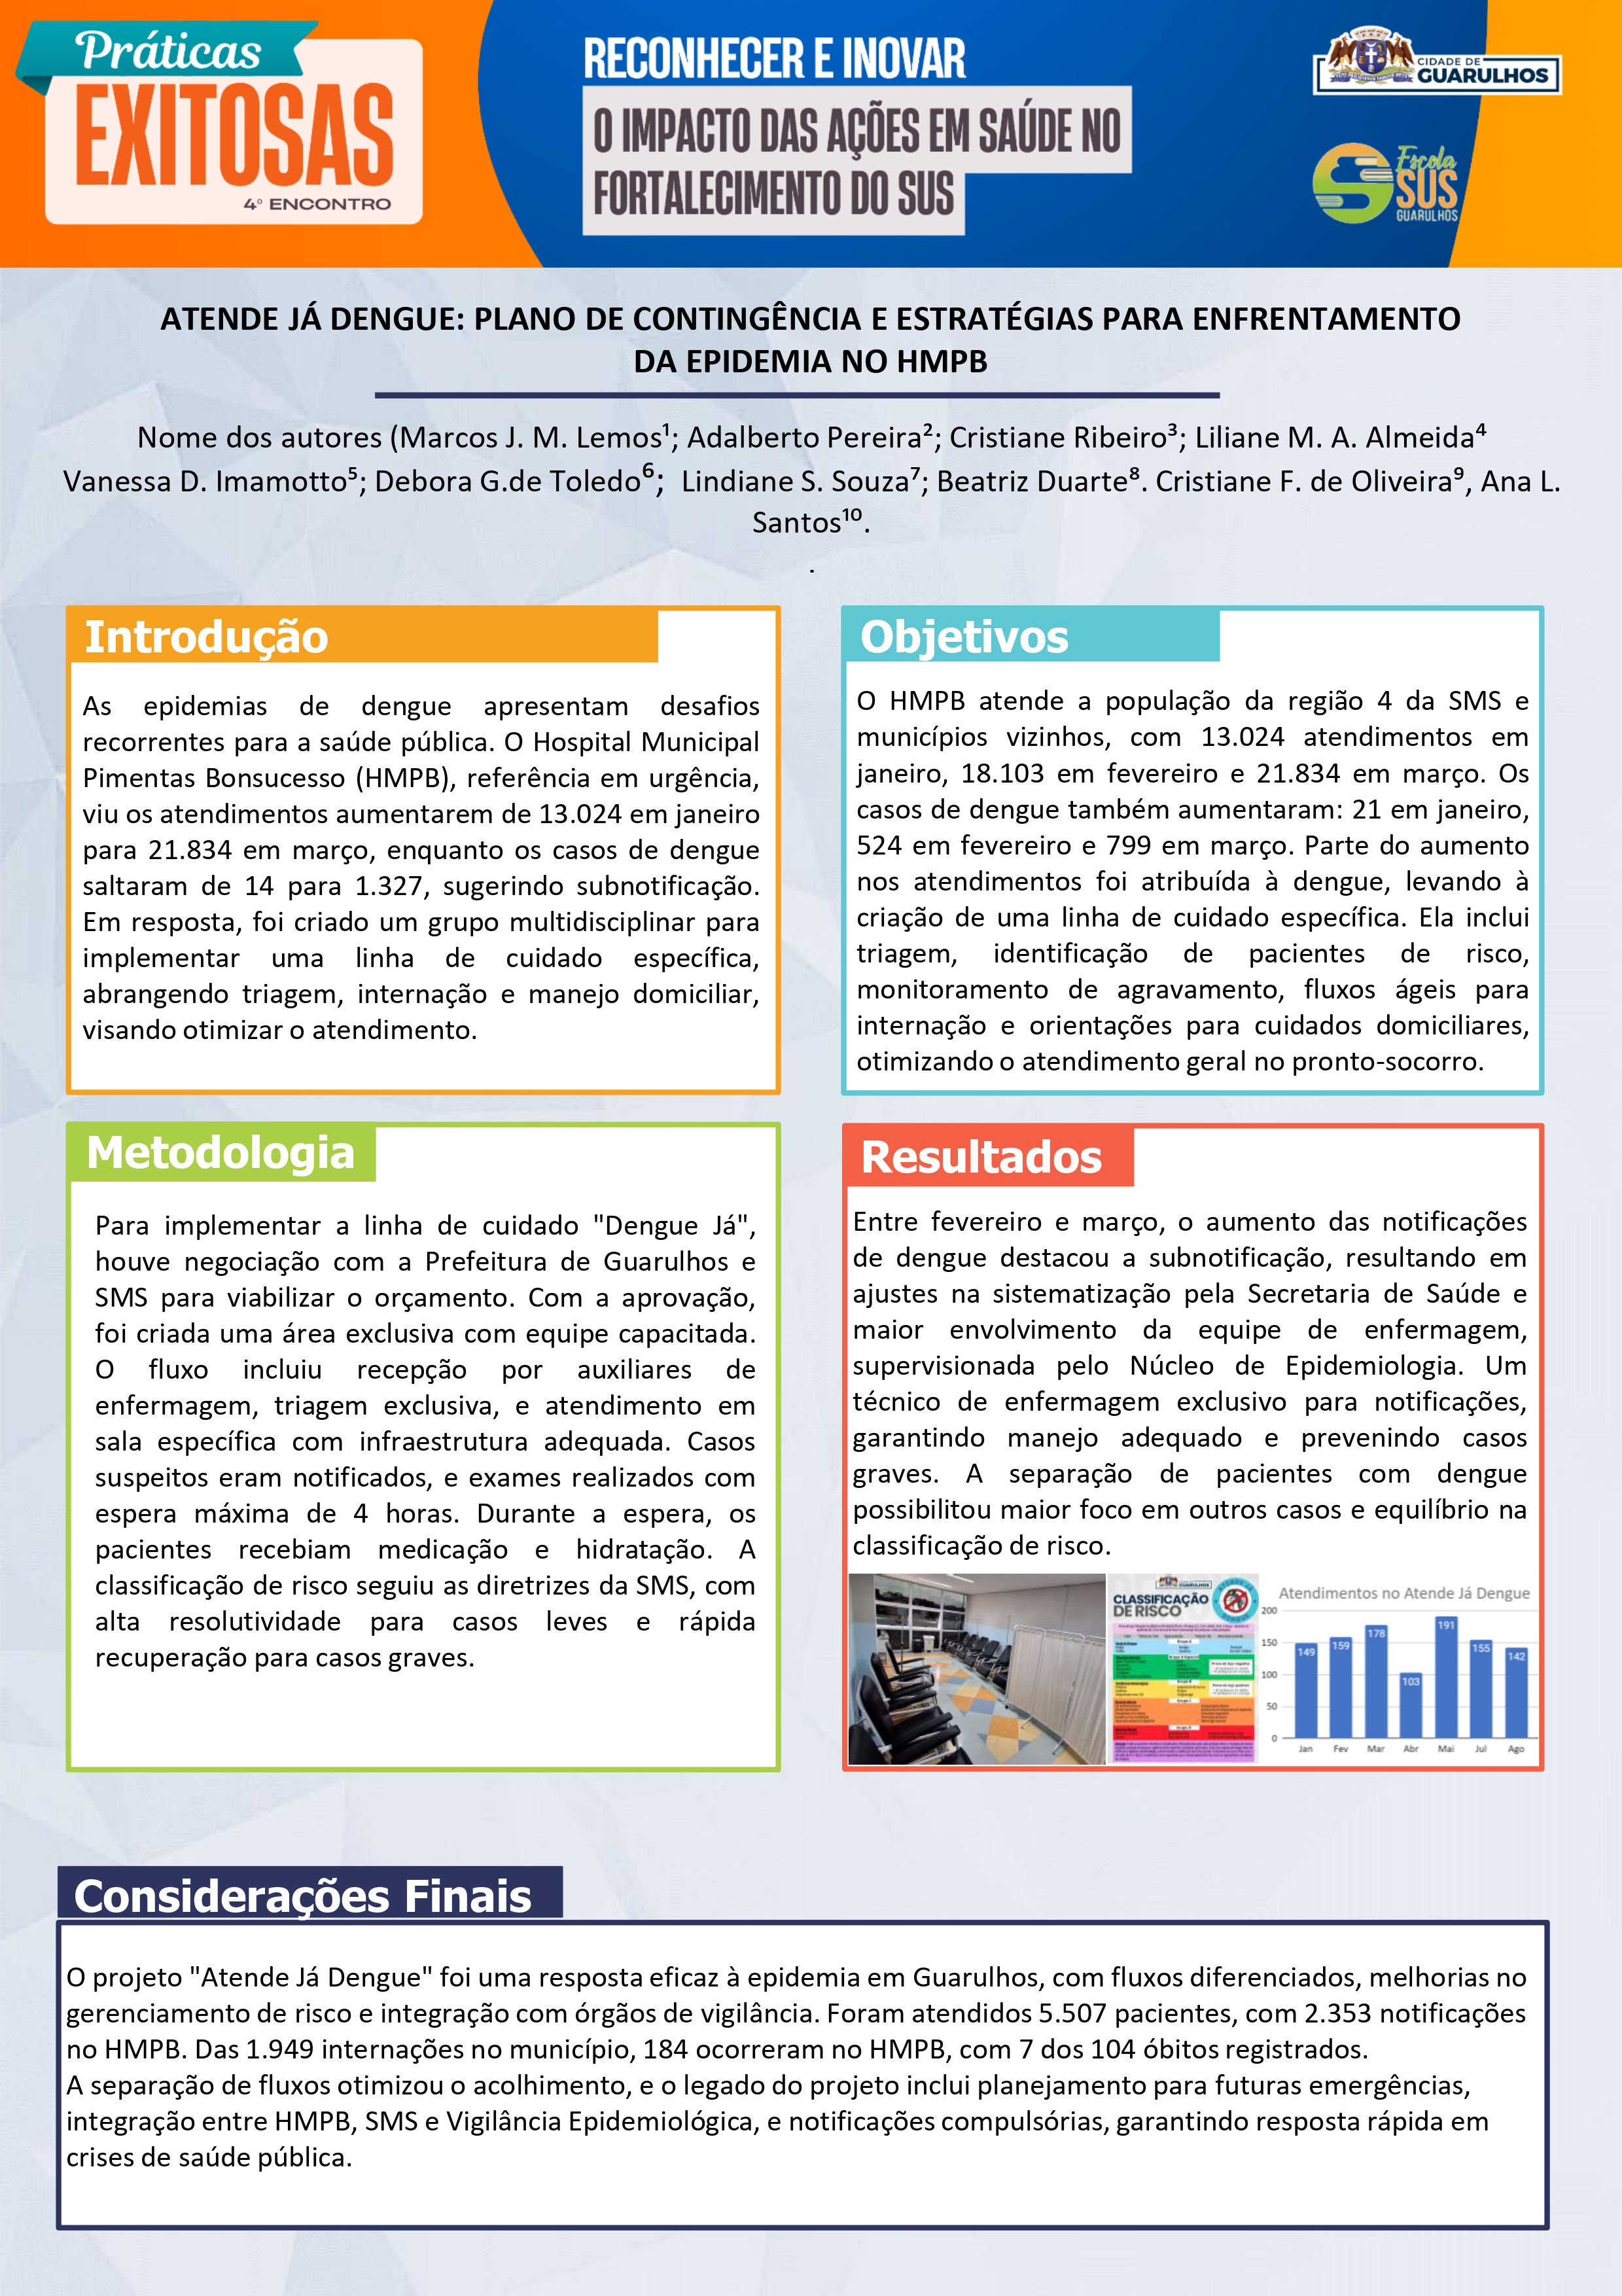 Práticas
EXITOSAS
4º ENCONTRO
RECONHECER E INOVAR
O IMPACTO DAS AÇÕES EM SAÚDE NO
FORTALECIMENTO DO SUS
CIDADE DE
GUARULHOS
Escola
SUS
GUARULHOS
ATENDE JÁ DENGUE: PLANO DE CONTINGÊNCIA E ESTRATÉGIAS PARA ENFRENTAMENTO
DA EPIDEMIA NO HMPB
Nome dos autores (Marcos J. M. Lemos¹; Adalberto Pereira²; Cristiane Ribeiro³; Liliane M. A. Almeida⁴
Vanessa D. Imamotto⁵; Debora G.de Toledo⁶; Lindiane S. Souza⁷; Beatriz Duarte⁸. Cristiane F. de Oliveira⁹, Ana L.
Santos¹⁰.
.
Introdução
As epidemias de dengue apresentam desafios
recorrentes para a saúde pública. O Hospital Municipal
Pimentas Bonsucesso (HMPB), referência em urgência,
viu os atendimentos aumentarem de 13.024 em janeiro
para 21.834 em março, enquanto os casos de dengue
saltaram de 14 para 1.327, sugerindo subnotificação.
Em resposta, foi criado um grupo multidisciplinar para
implementar uma linha de cuidado específica,
abrangendo triagem, internação e manejo domiciliar,
visando otimizar o atendimento.
Objetivos
O HMPB atende a população da região 4 da SMS e
municípios vizinhos, com 13.024 atendimentos em
janeiro, 18.103 em fevereiro e 21.834 em março. Os
casos de dengue também aumentaram: 21 em janeiro,
524 em fevereiro e 799 em março. Parte do aumento
nos atendimentos foi atribuída à dengue, levando à
criação de uma linha de cuidado específica. Ela inclui
triagem, identificação de pacientes de risco,
monitoramento de agravamento, fluxos ágeis para
internação e orientações para cuidados domiciliares,
otimizando o atendimento geral no pronto-socorro.
Metodologia
Para implementar a linha de cuidado "Dengue Já",
houve negociação com a Prefeitura de Guarulhos e
SMS para viabilizar o orçamento. Com a aprovação,
foi criada uma área exclusiva com equipe capacitada.
O fluxo incluiu recepção por auxiliares de
enfermagem, triagem exclusiva, e atendimento em
sala específica com infraestrutura adequada. Casos
suspeitos eram notificados, e exames realizados com
espera máxima de 4 horas. Durante a espera, os
pacientes recebiam medicação e hidratação. A
classificação de risco seguiu as diretrizes da SMS, com
alta resolutividade para casos leves e rápida
recuperação para casos graves.
Resultados
Entre fevereiro e março, o aumento das notificações
de dengue destacou a subnotificação, resultando em
ajustes na sistematização pela Secretaria de Saúde e
maior envolvimento da equipe de enfermagem,
supervisionada pelo Núcleo de Epidemiologia. Um
técnico de enfermagem exclusivo para notificações,
garantindo manejo adequado e prevenindo casos
graves. A separação de pacientes com dengue
possibilitou maior foco em outros casos e equilíbrio na
classificação de risco.
GUARULHOS
CLASSIFICAÇÃO
DE RISCO
Atendimentos no Atende Já Dengue
200
150
100
50
0
149
159
178
103
191
155
142
Jan Fev Mar Abr Mai Jul Ago
Considerações Finais
O projeto "Atende Já Dengue" foi uma resposta eficaz à epidemia em Guarulhos, com fluxos diferenciados, melhorias no
gerenciamento de risco e integração com órgãos de vigilância. Foram atendidos 5.507 pacientes, com 2.353 notificações
no HMPB. Das 1.949 internações no município, 184 ocorreram no HMPB, com 7 dos 104 óbitos registrados.
A separação de fluxos otimizou o acolhimento, e o legado do projeto inclui planejamento para futuras emergências,
integração entre HMPB, SMS e Vigilância Epidemiológica, e notificações compulsórias, garantindo resposta rápida em
crises de saúde pública.